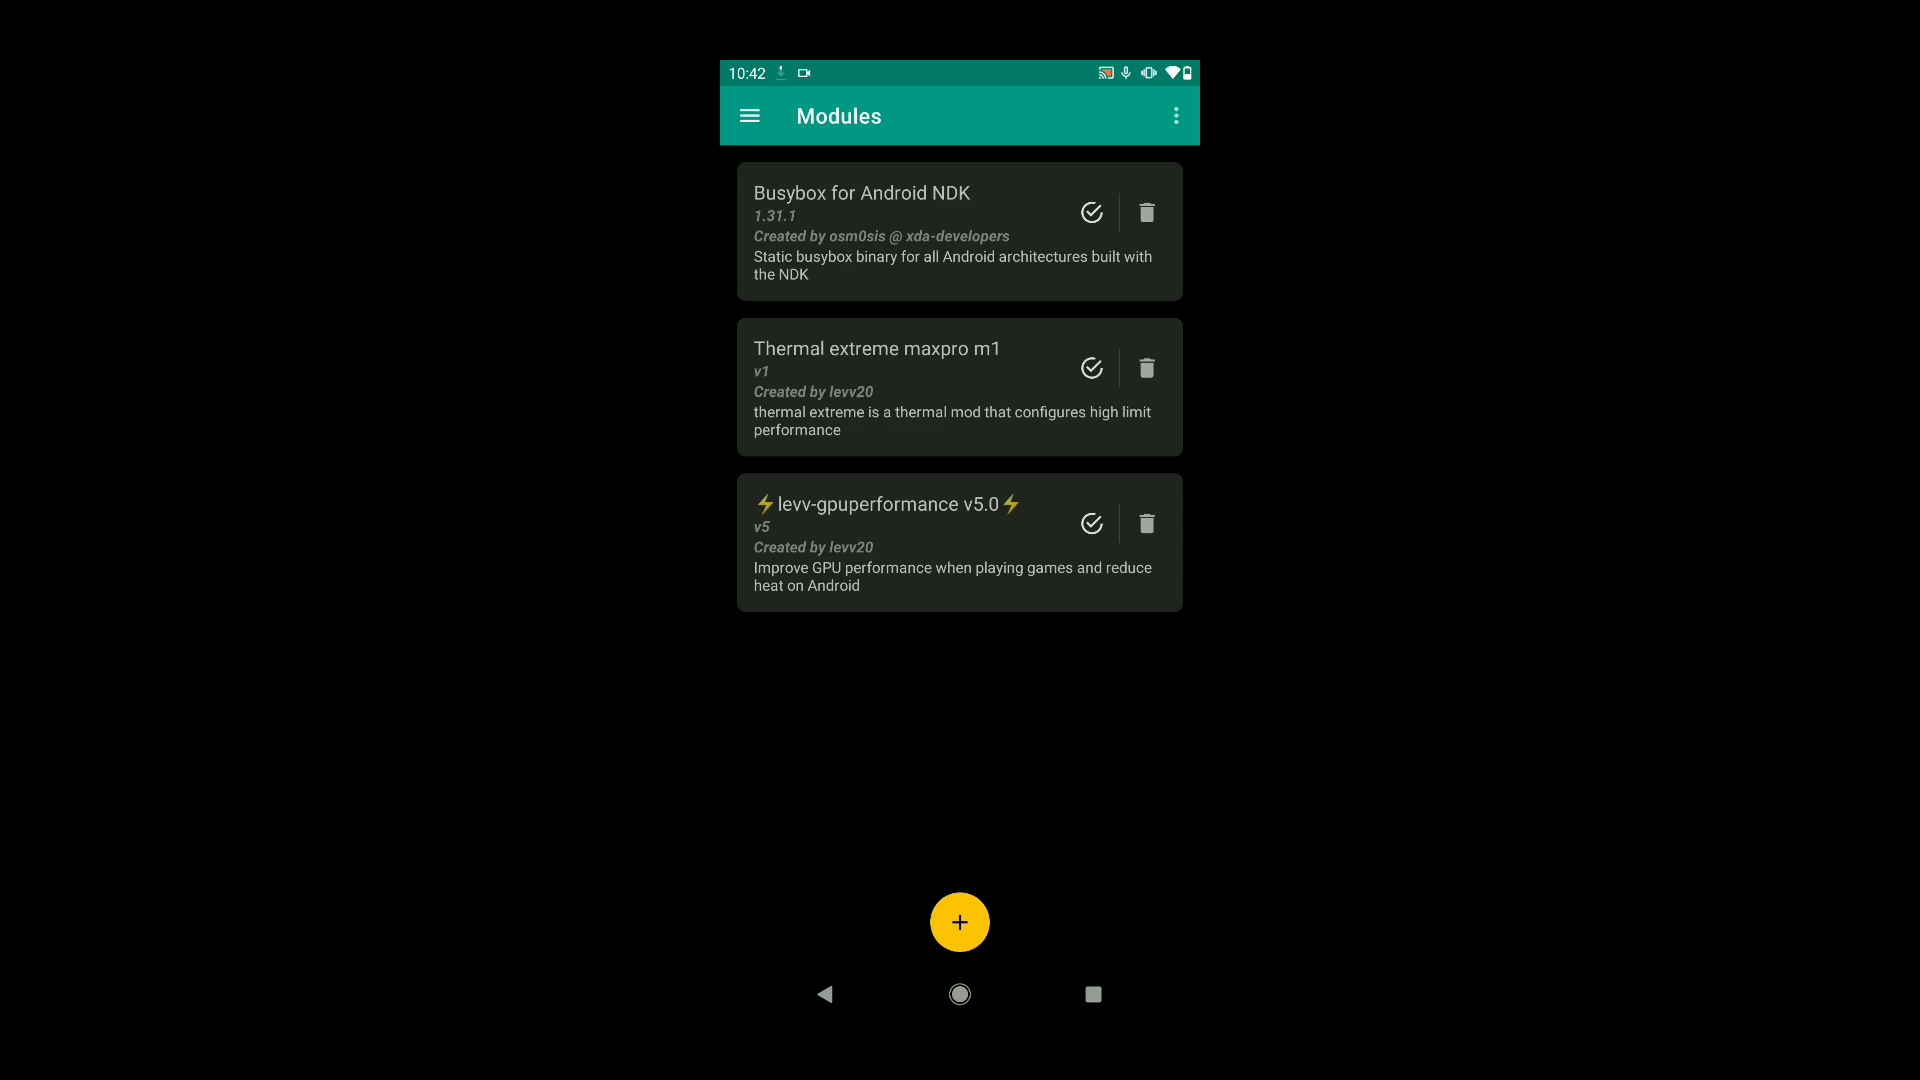 10:42
Modules
Busybox for Android NDK
1.31.1
Created by osm0sis @ xda-developers
Static busybox binary for all Android architectures built with
the NDK
Thermal extreme maxpro m1
v1
Created by levv20
thermal extreme is a thermal mod that configures high limit
performance
⚡levv-gpuperformance v5.0⚡
v5
Created by levv20
Improve GPU performance when playing games and reduce
heat on Android